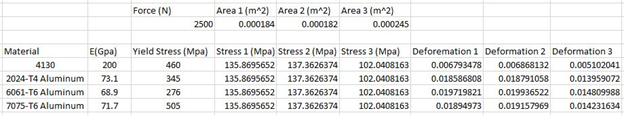 Force (N) Area 1 (m^2) Area 2 (m^2) Area 3 (m^2)
2500 0.000184 0.000182 0.000245
Material E(Gpa) Yield Stress (Mpa) Stress 1 (Mpa) Stress 2 (Mpa) Stress 3 (Mpa) Deforemation 1 Deformation 2 Deformation 3
4130 200 460 135.8695652 137.3626374 102.0408163 0.006793478 0.006868132 0.005102041
2024-T4 Aluminum 73.1 345 135.8695652 137.3626374 102.0408163 0.018586808 0.018791058 0.013959072
6061-T6 Aluminum 68.9 276 135.8695652 137.3626374 102.0408163 0.019719821 0.019936522 0.014809988
7075-T6 Aluminum 71.7 505 135.8695652 137.3626374 102.0408163 0.01894973 0.019157969 0.014231634